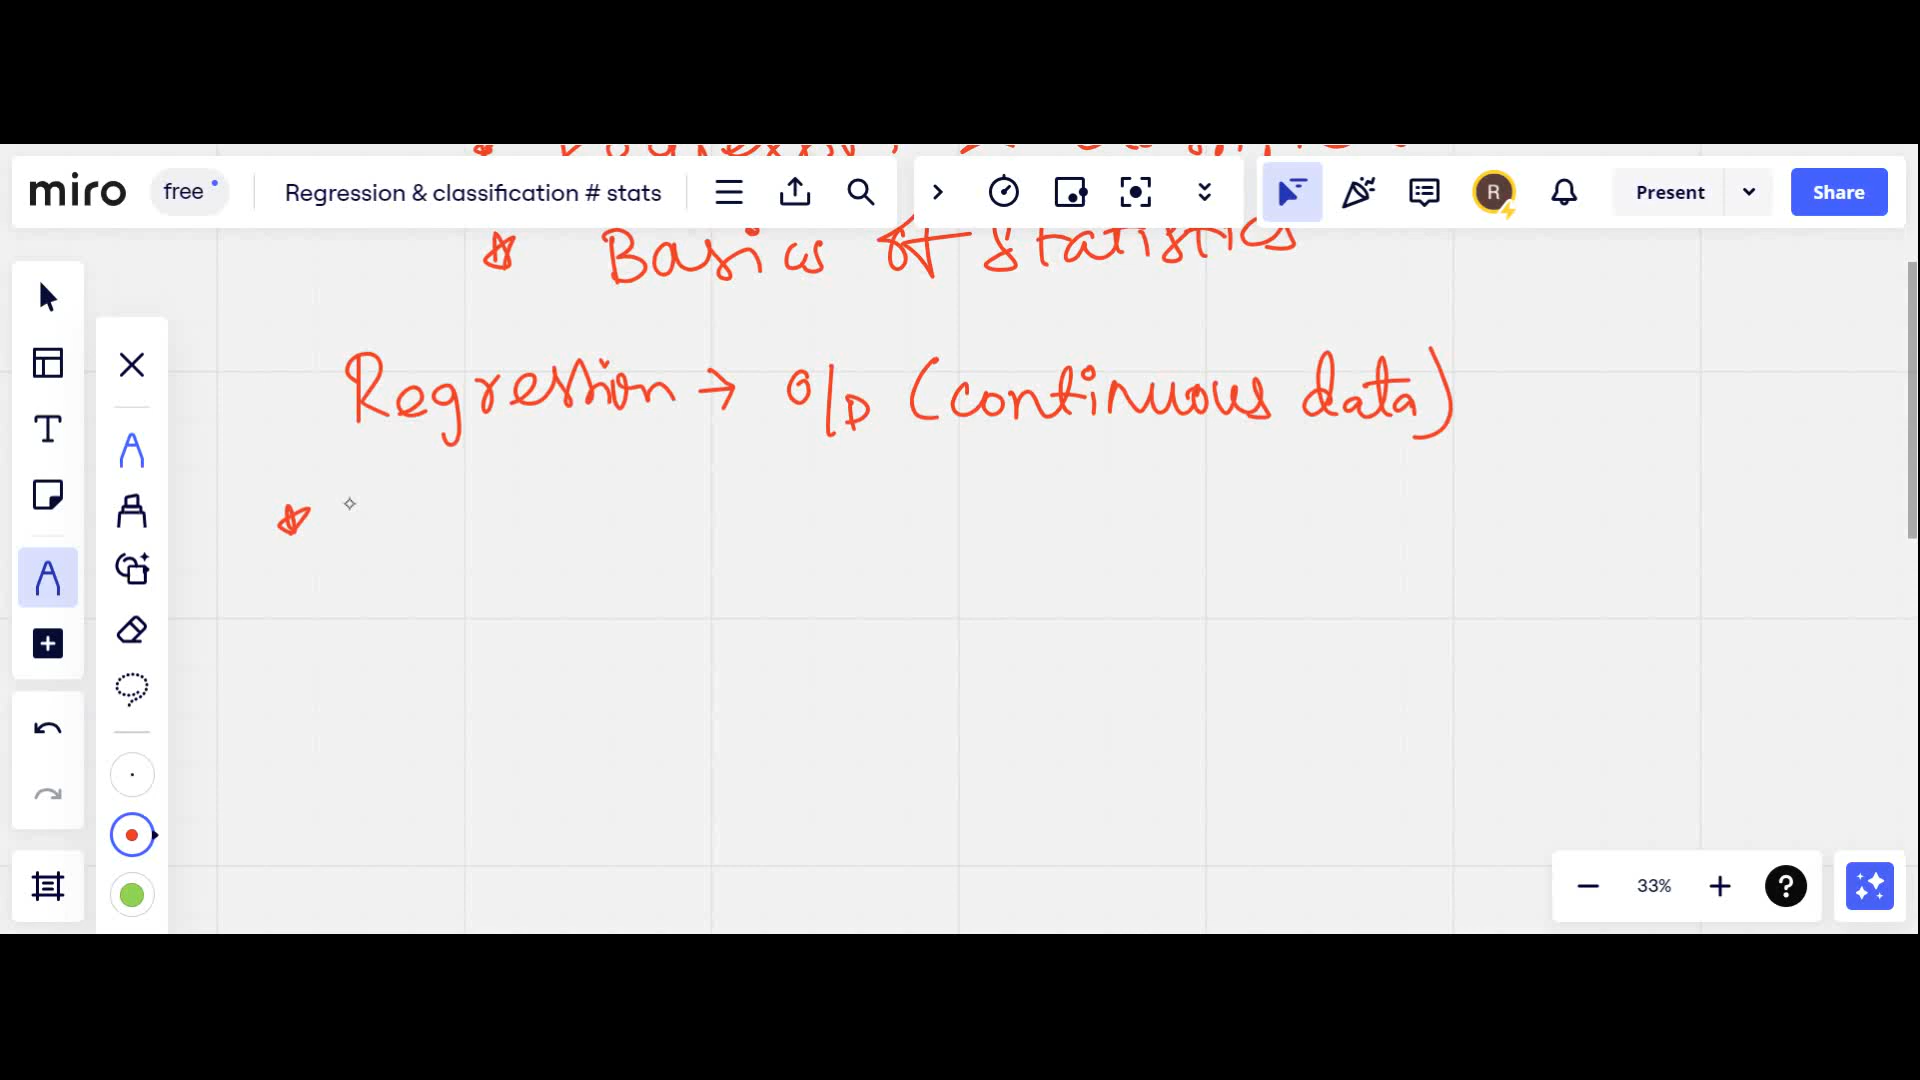 miro free Regression & classification # stats Present Share
R
* Basics of statistics
Regression → O/P (continuous data)
*
33%